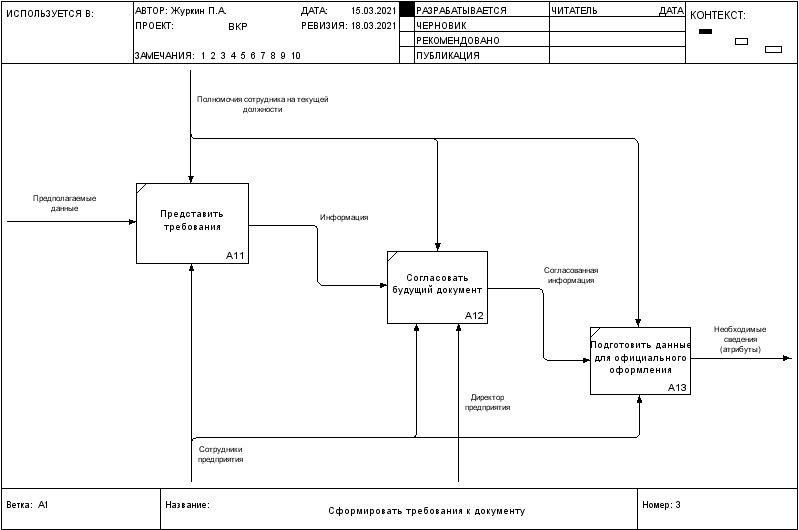 ИСПОЛЬЗУЕТСЯ В:
АВТОР: Журкин П.А.
ДАТА: 15.03.2021
ПРОЕКТ: ВКР
РЕВИЗИЯ: 18.03.2021
ЗАМЕЧАНИЯ: 1 2 3 4 5 6 7 8 9 10
РАЗРАБАТЫВАЕТСЯ
ЧЕРНОВИК
РЕКОМЕНДОВАНО
ПУБЛИКАЦИЯ
ЧИТАТЕЛЬ ДАТА
КОНТЕКСТ:
Полномочия сотрудника на текущей
должности
Предполагаемые
данные
Представить
требования
A11
Информация
Согласовать
будущий документ
A12
Согласованная
информация
Подготовить данные
для официального
оформления
A13
Необходимые
сведения
(атрибуты)
Директор
предприятия
Сотрудники
предприятия
Ветка: A1
Название:
Сформировать требования к документу
Номер: 3